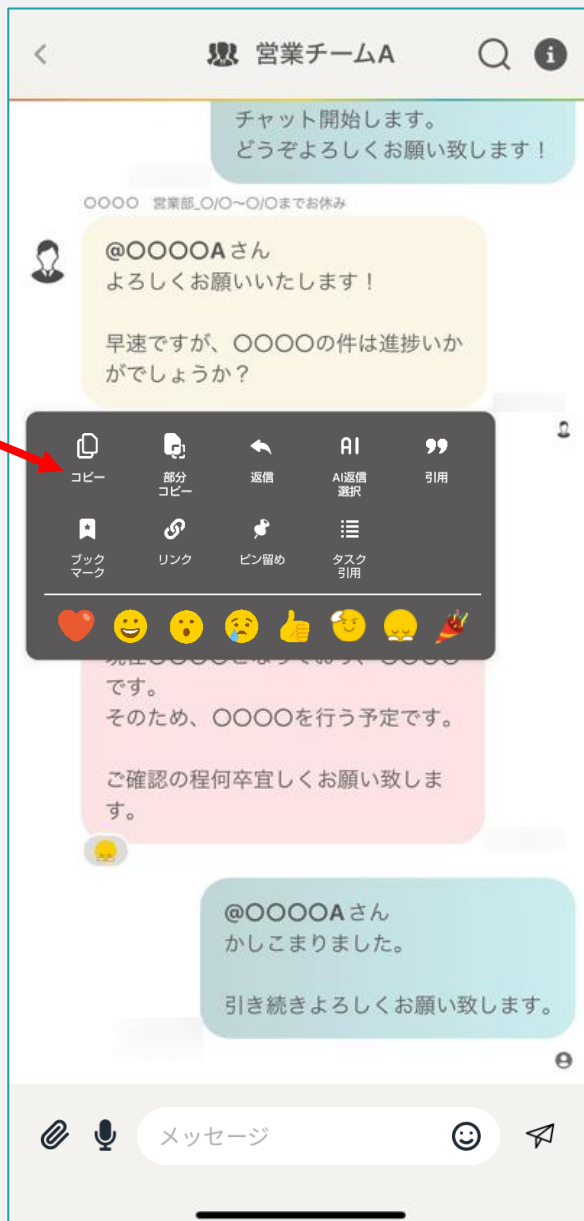 営業チームA
チャット開始します。
どうぞよろしくお願い致します！
○○○○ 営業部_○/○〜○/○までお休み
@○○○○Aさん
よろしくお願いいたします！
早速ですが、○○○○の件は進捗いか
がでしょうか？
コピー
部分
コピー
返信
AI
AI返信
選択
引用
ブック
マーク
リンク
ピン留め
タスク
引用
です。
そのため、○○○○を行う予定です。
ご確認の程何卒宜しくお願い致しま
す。
@○○○○Aさん
かしこまりました。
引き続きよろしくお願い致します。
メッセージ